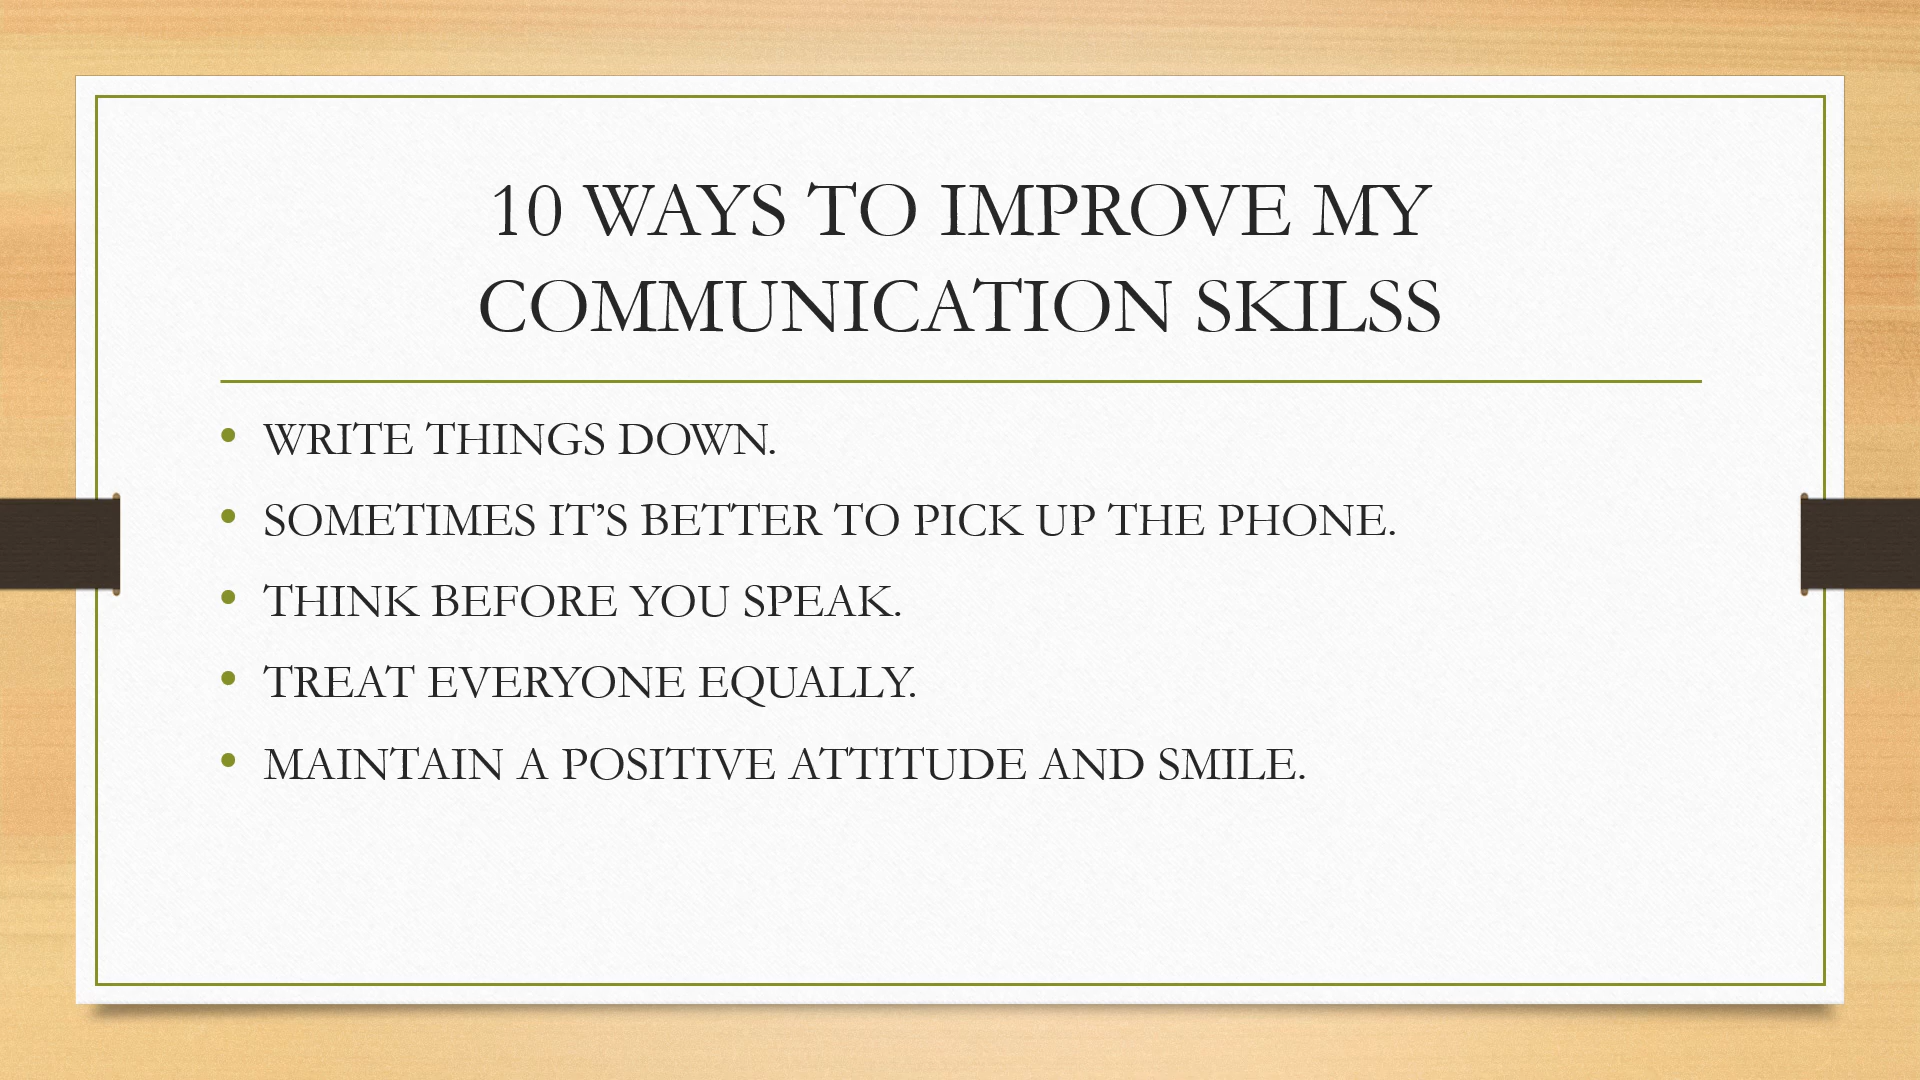 10 WAYS TO IMPROVE MY
COMMUNICATION SKILSS
• WRITE THINGS DOWN.
• SOMETIMES IT’S BETTER TO PICK UP THE PHONE.
• THINK BEFORE YOU SPEAK.
• TREAT EVERYONE EQUALLY.
• MAINTAIN A POSITIVE ATTITUDE AND SMILE.